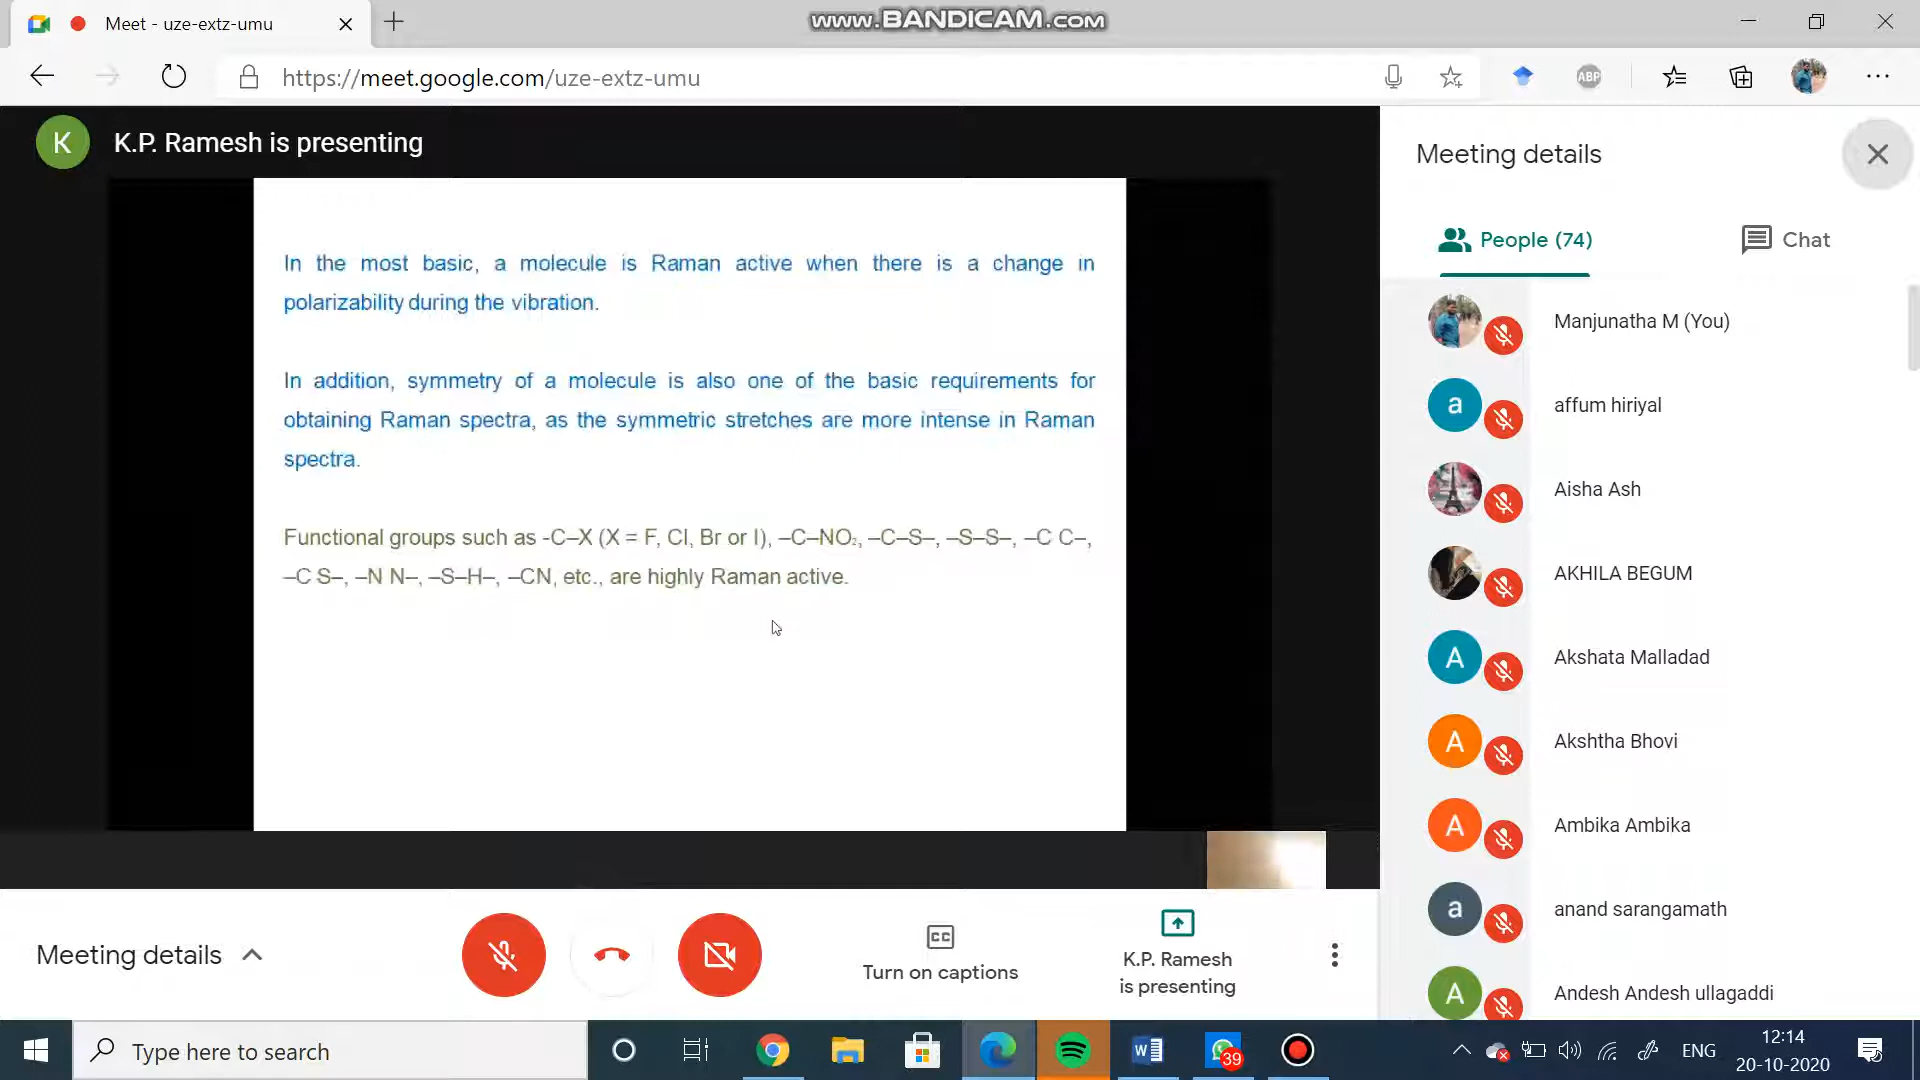 Meet - uze-extz-umu
www.BANDICAM.COM
https://meet.google.com/uze-extz-umu
ABP
K
K.P. Ramesh is presenting
In the most basic, a molecule is Raman active when there is a change in
polarizability during the vibration.
In addition, symmetry of a molecule is also one of the basic requirements for
obtaining Raman spectra, as the symmetric stretches are more intense in Raman
spectra.
Functional groups such as -C–X (X = F, Cl, Br or I), –C–NO₂, –C–S–, –S–S–, –C C–,
–C S–, –N N–, –S–H–, –CN, etc., are highly Raman active.
Meeting details
People (74)
Chat
Manjunatha M (You)
a
affum hiriyal
Aisha Ash
AKHILA BEGUM
A
Akshata Malladad
A
Akshtha Bhovi
A
Ambika Ambika
a
anand sarangamath
A
Andesh Andesh ullagaddi
Meeting details
CC
Turn on captions
K.P. Ramesh
is presenting
Type here to search
W
39
ENG
12:14
20-10-2020